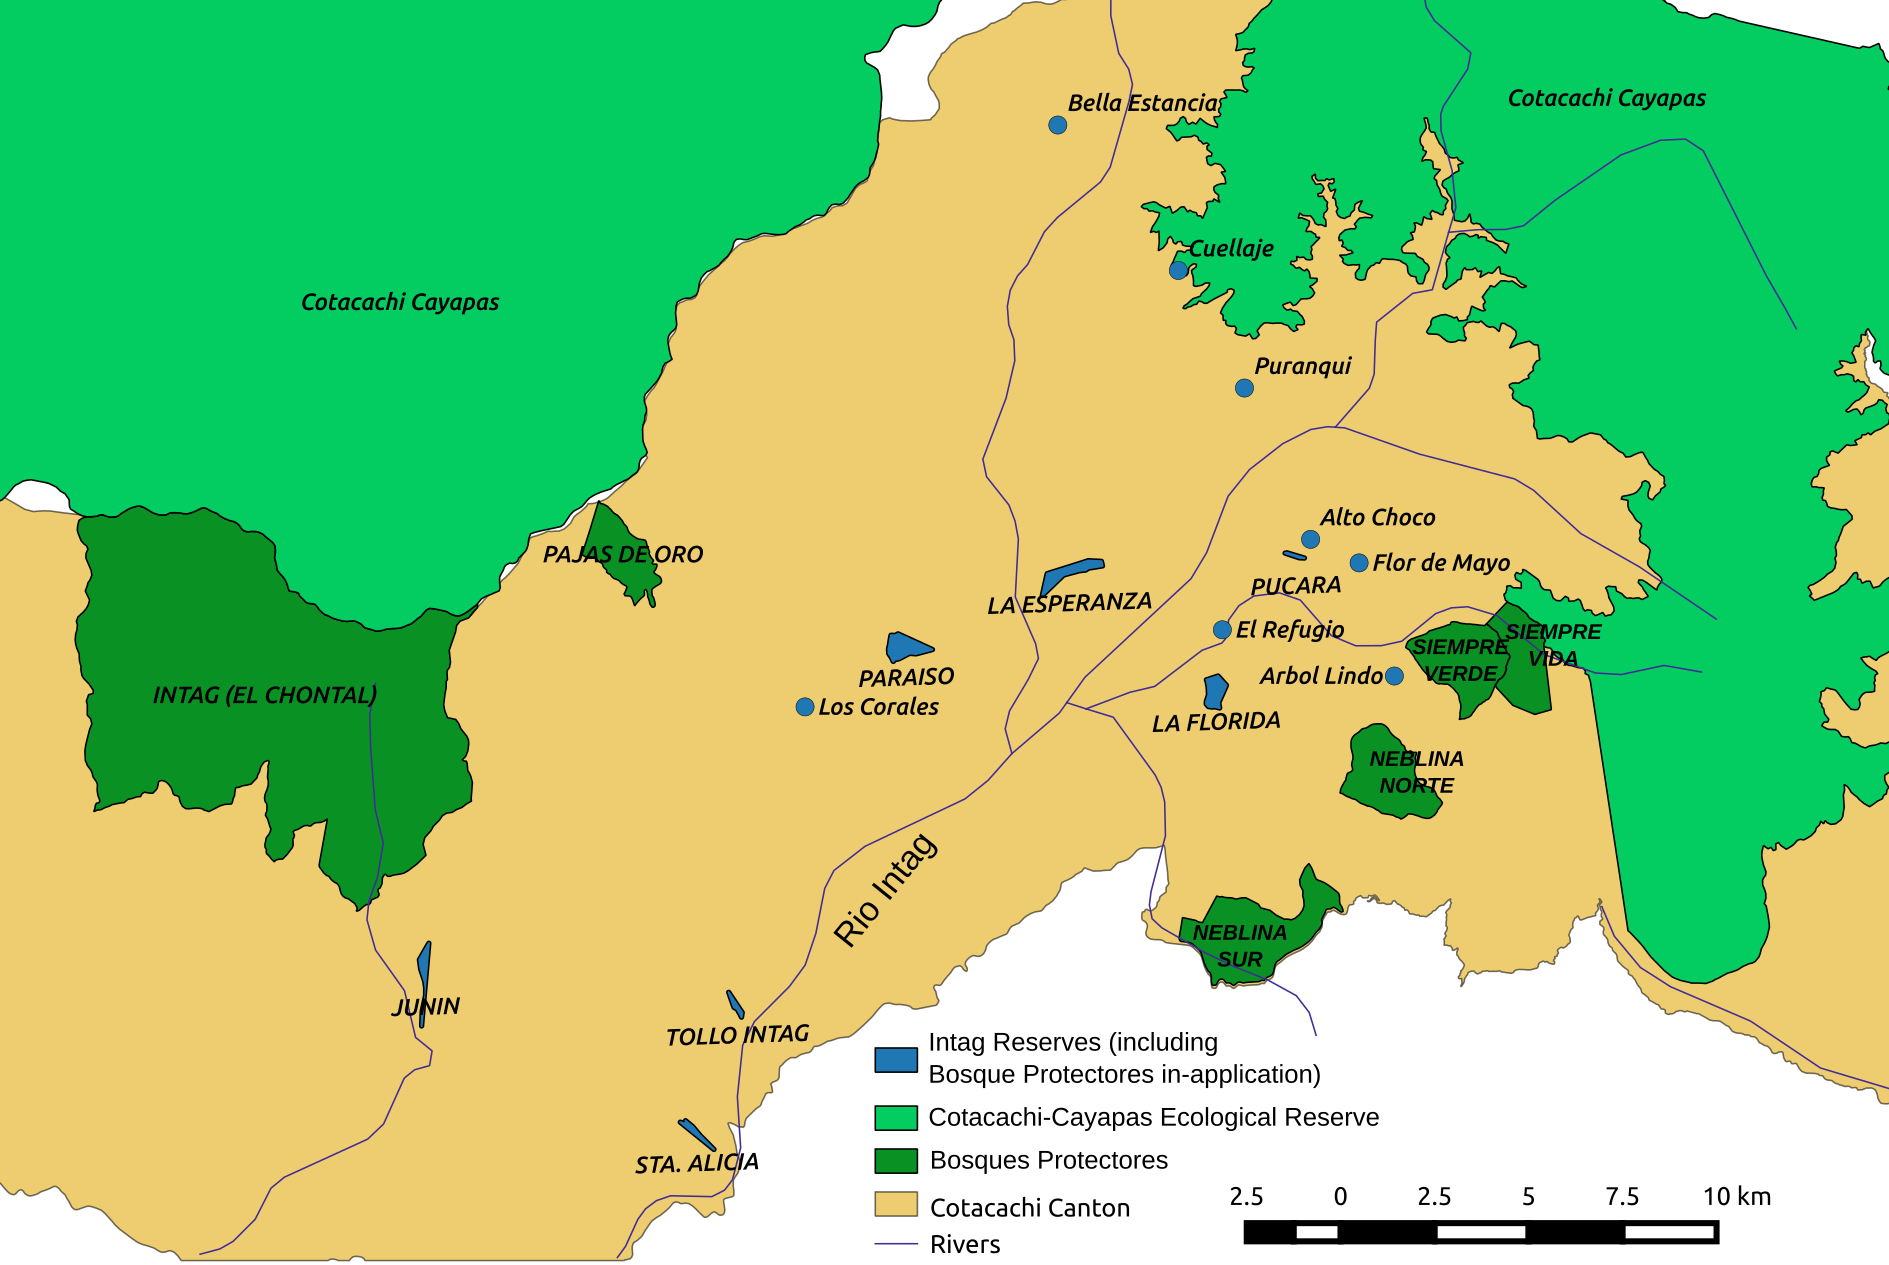 Cotacachi Cayapas
Bella Estancia
Cuellaje
Cotacachi Cayapas
Puranqui
Alto Choco
PAJAS DE ORO
Flor de Mayo
PUCARA
LA ESPERANZA
El Refugio
SIEMPRE
VIDA
SIEMPRE
VERDE
PARAISO
Arbol Lindo
INTAG (EL CHONTAL)
Los Corales
LA FLORIDA
NEBLINA
NORTE
Rio Intag
NEBLINA
SUR
JUNIN
TOLLO INTAG
STA. ALICIA
Intag Reserves (including
Bosque Protectores in-application)
Cotacachi-Cayapas Ecological Reserve
Bosques Protectores
Cotacachi Canton
Rivers
2.5 0 2.5 5 7.5 10 km